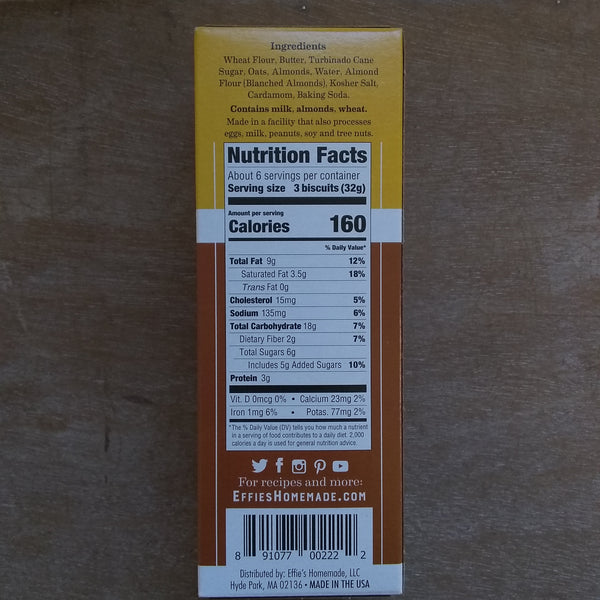 Ingredients
Wheat Flour, Butter, Turbinado Cane
Sugar, Oats, Almonds, Water, Almond
Flour (Blanched Almonds), Kosher Salt,
Cardamom, Baking Soda.
Contains milk, almonds, wheat.
Made in a facility that also processes
eggs, milk, peanuts, soy and tree nuts.
Nutrition Facts
About 6 servings per container
Serving size 3 biscuits (32g)
Amount per serving
Calories 160
% Daily Value*
Total Fat 9g 12%
Saturated Fat 3.5g 18%
Trans Fat 0g
Cholesterol 15mg 5%
Sodium 135mg 6%
Total Carbohydrate 18g 7%
Dietary Fiber 2g 7%
Total Sugars 6g
Includes 5g Added Sugars 10%
Protein 3g
Vit. D 0mcg 0% • Calcium 23mg 2%
Iron 1mg 6% • Potas. 77mg 2%
*The % Daily Value (DV) tells you how much a nutrient
in a serving of food contributes to a daily diet. 2,000
calories a day is used for general nutrition advice.
For recipes and more:
EffiesHomemade.com
8 91077 00222 2
Distributed by: Effie's Homemade, LLC
Hyde Park, MA 02136 • MADE IN THE USA